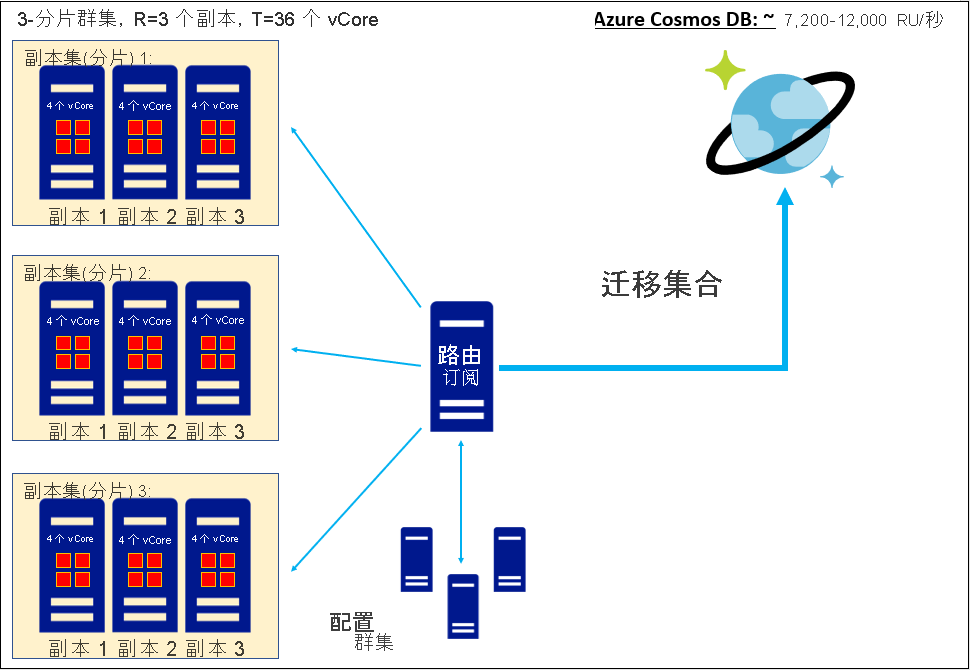 3-分片群集, R=3 个副本, T=36 个 vCore
Azure Cosmos DB: ~ 7,200-12,000 RU/秒
副本集(分片) 1:
4 个 vCore 4 个 vCore 4 个 vCore
副本 1 副本 2 副本 3
副本集(分片) 2:
4 个 vCore 4 个 vCore 4 个 vCore
副本 1 副本 2 副本 3
迁移集合
路由
订阅
副本集(分片) 3:
4 个 vCore 4 个 vCore 4 个 vCore
副本 1 副本 2 副本 3
配置
群集